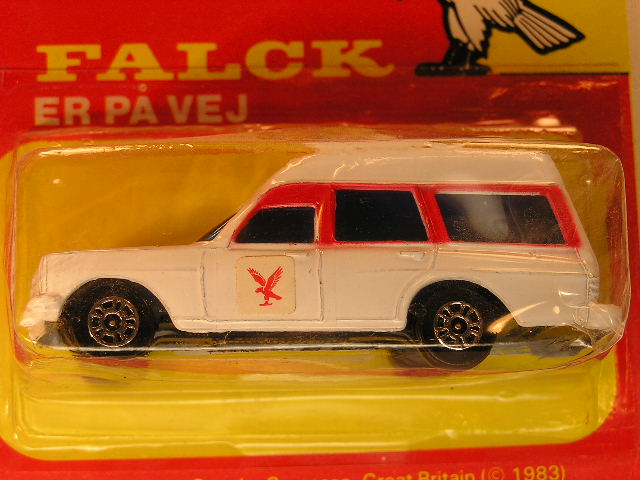 FALCK
ER PÅ VEJ
Great Britain (© 1983)